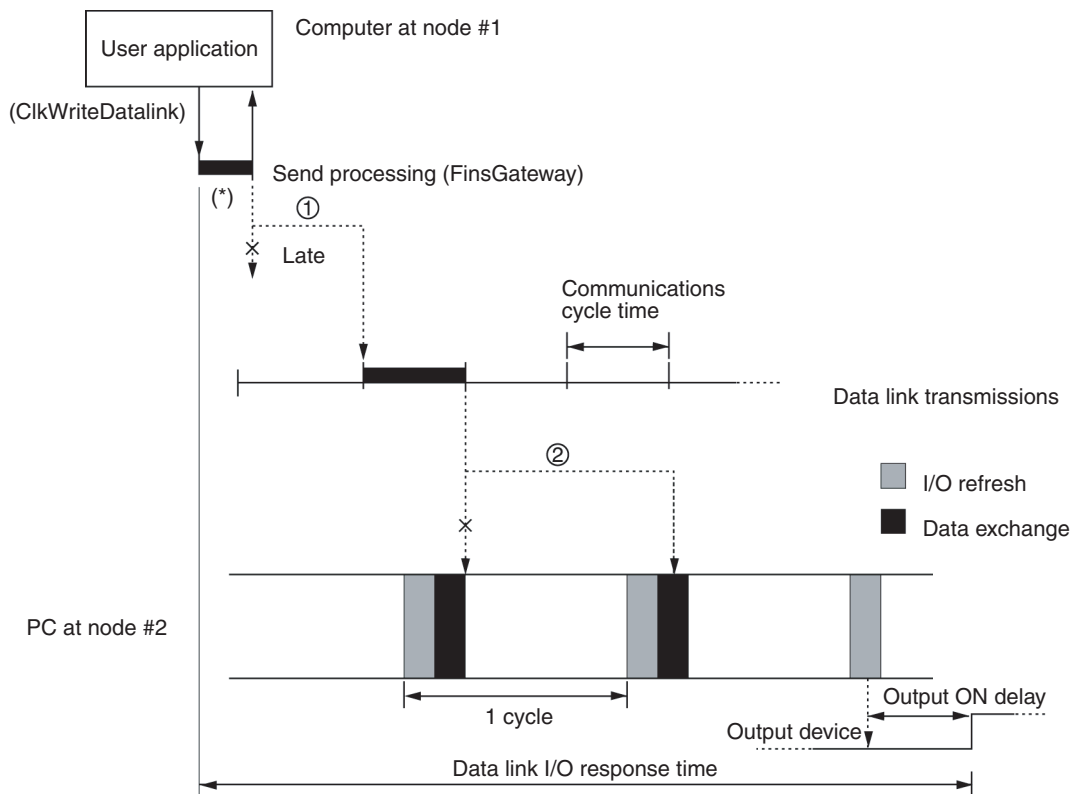 Computer at node #1
User application
(ClkWriteDatalink)
Send processing (FinsGateway)
(*)
①
Late
Communications
cycle time
Data link transmissions
②
I/O refresh
Data exchange
PC at node #2
1 cycle
Output ON delay
Output device
Data link I/O response time